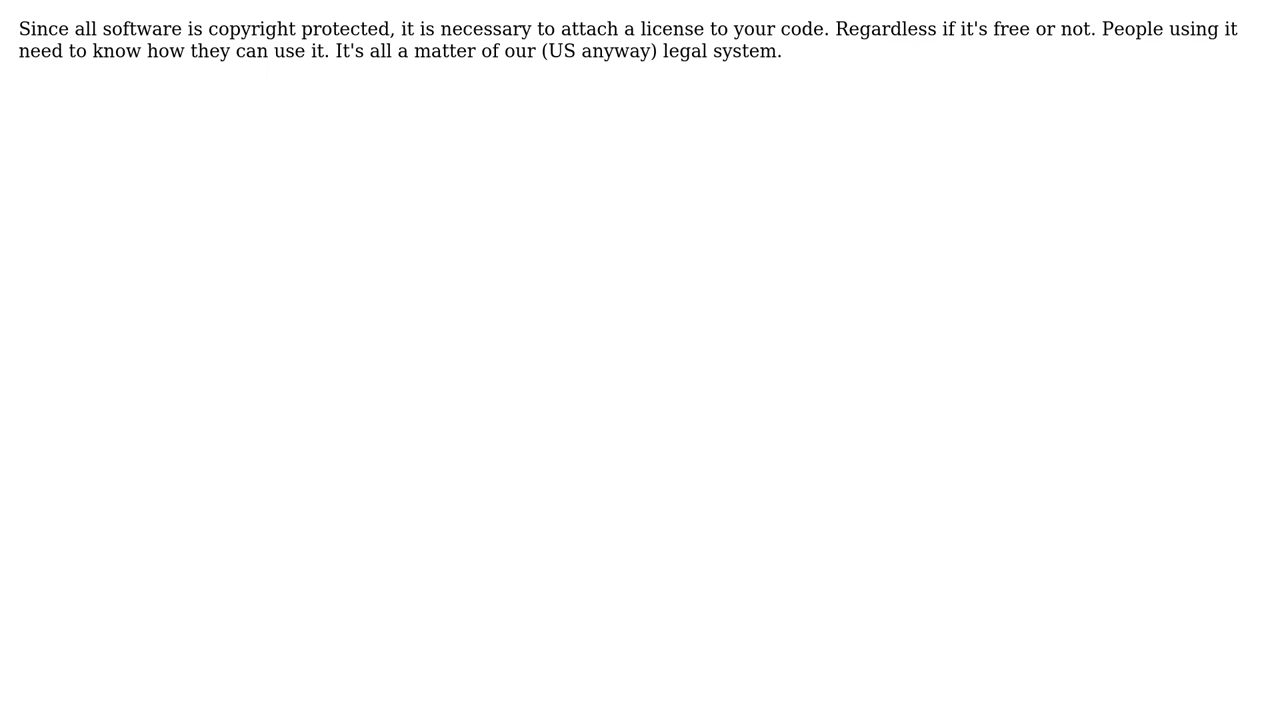 Since all software is copyright protected, it is necessary to attach a license to your code. Regardless if it's free or not. People using it
need to know how they can use it. It's all a matter of our (US anyway) legal system.